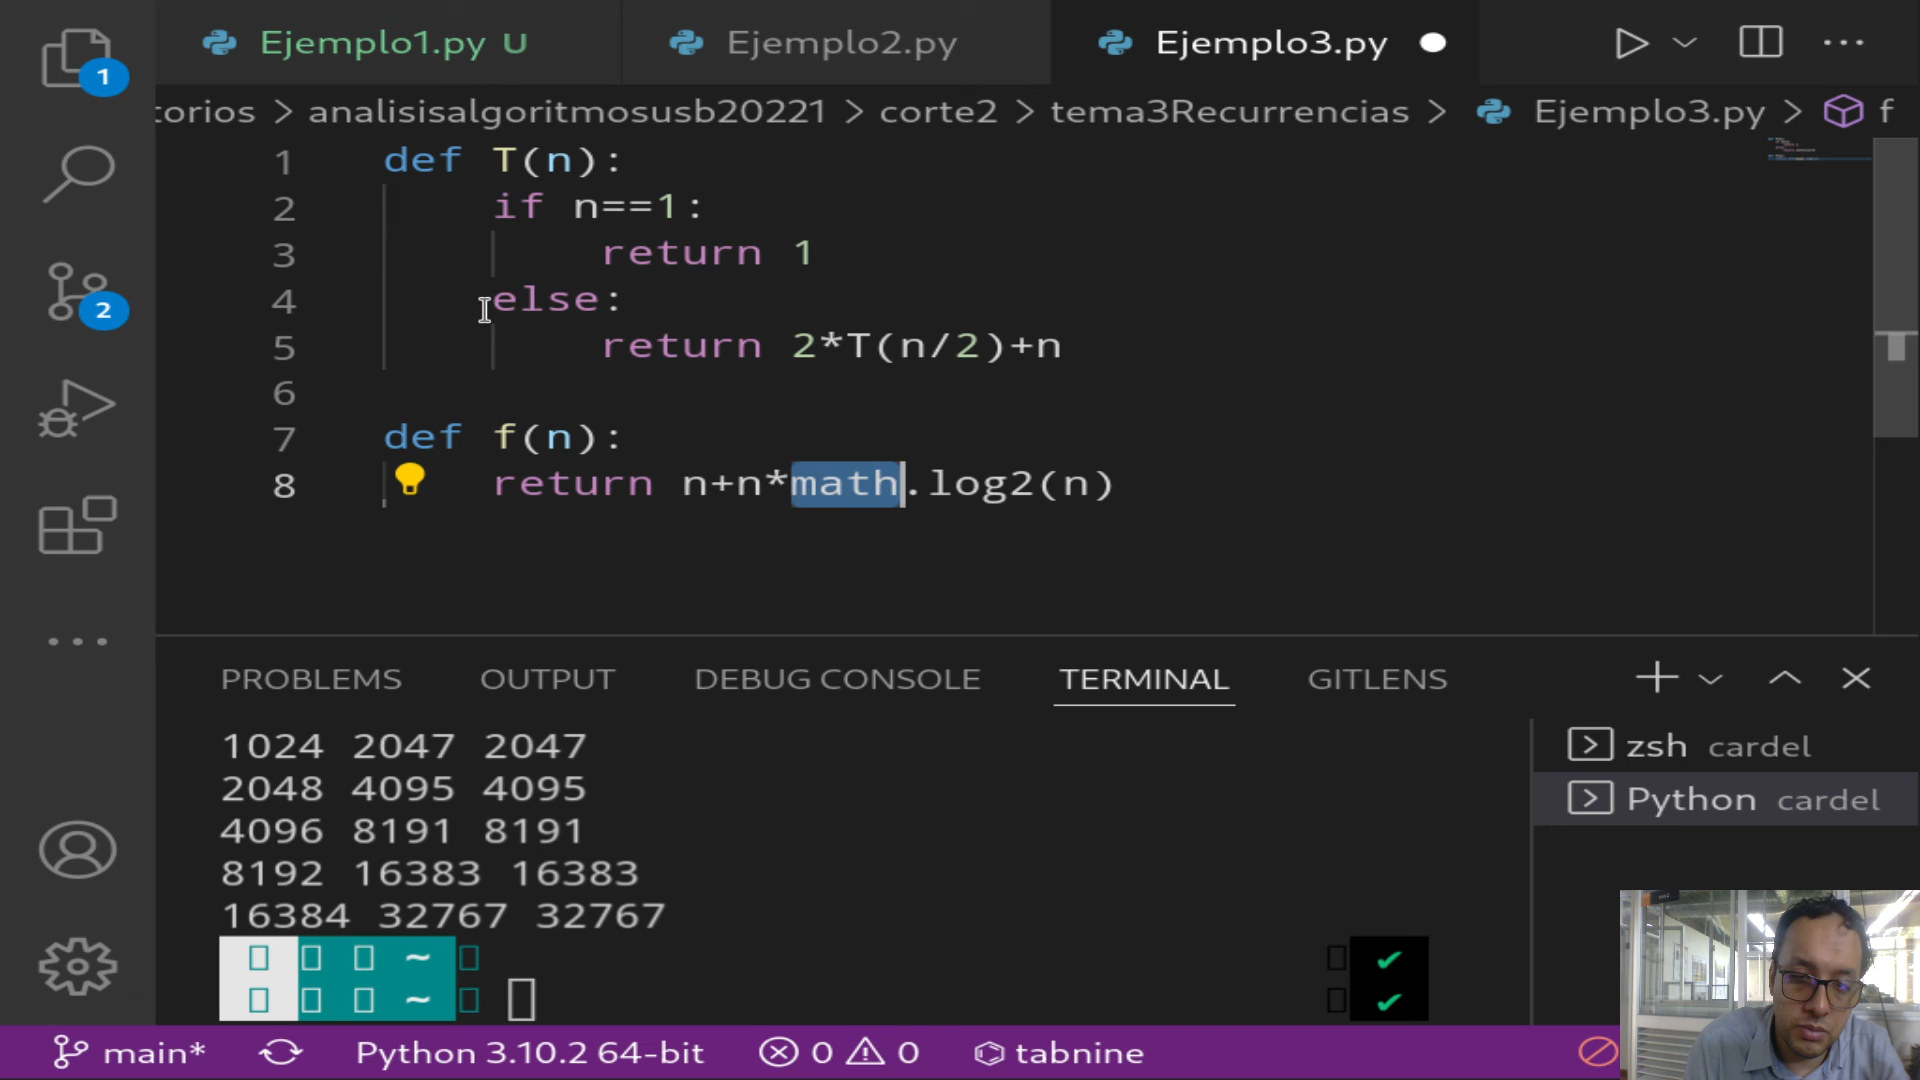 Ejemplo1.py U
Ejemplo2.py
Ejemplo3.py
1
torios > analisisalgoritmosusb20221 > corte2 > tema3Recurrencias > Ejemplo3.py > f
1 def T(n):
2 if n==1:
3 return 1
4 else:
5 return 2*T(n/2)+n
6
7 def f(n):
8 return n+n*math.log2(n)
2
PROBLEMS OUTPUT DEBUG CONSOLE TERMINAL GITLENS
1024 2047 2047
2048 4095 4095
4096 8191 8191
8192 16383 16383
16384 32767 32767
~
~
zsh cardel
Python cardel
main* Python 3.10.2 64-bit 0 0 tabnine